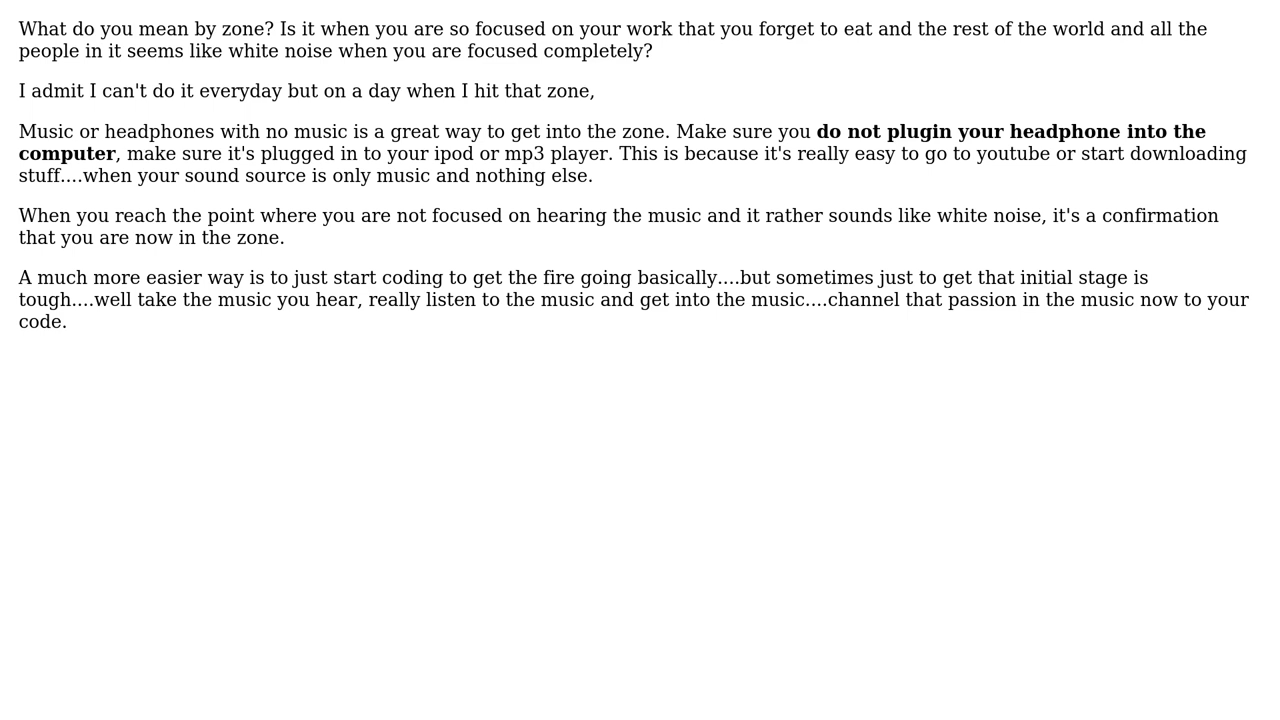 What do you mean by zone? Is it when you are so focused on your work that you forget to eat and the rest of the world and all the
people in it seems like white noise when you are focused completely?
I admit I can't do it everyday but on a day when I hit that zone,
Music or headphones with no music is a great way to get into the zone. Make sure you do not plugin your headphone into the
computer, make sure it's plugged in to your ipod or mp3 player. This is because it's really easy to go to youtube or start downloading
stuff....when your sound source is only music and nothing else.
When you reach the point where you are not focused on hearing the music and it rather sounds like white noise, it's a confirmation
that you are now in the zone.
A much more easier way is to just start coding to get the fire going basically....but sometimes just to get that initial stage is
tough....well take the music you hear, really listen to the music and get into the music....channel that passion in the music now to your
code.